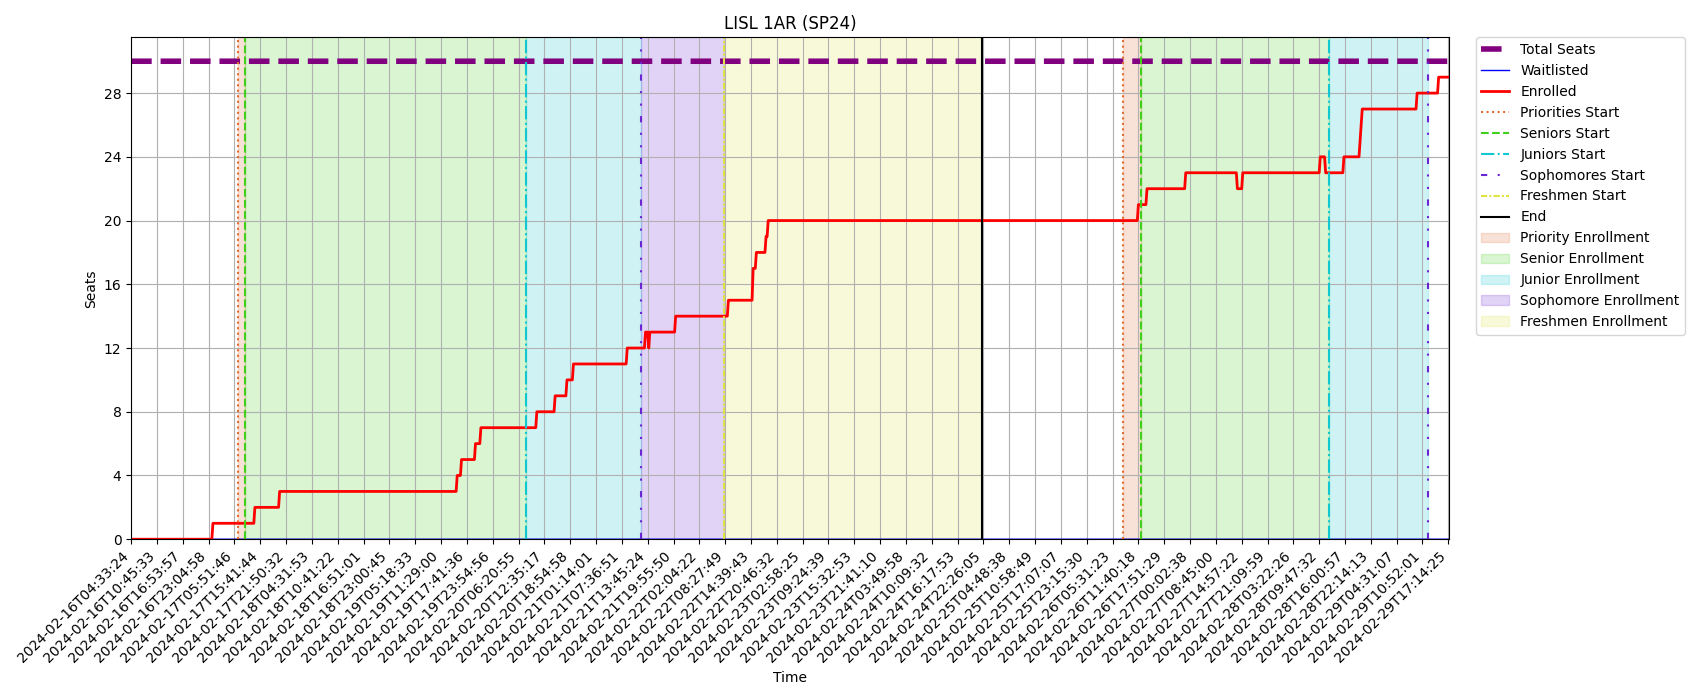 LISL 1AR (SP24)
Total Seats
Waitlisted
Enrolled
Priorities Start
Seniors Start
Juniors Start
Sophomores Start
Freshmen Start
End
Priority Enrollment
Senior Enrollment
Junior Enrollment
Sophomore Enrollment
Freshmen Enrollment
Seats
28
24
20
16
12
8
4
0
2024-02-16T04:33:24
2024-02-16T10:45:33
2024-02-16T16:53:57
2024-02-16T23:04:58
2024-02-17T05:51:46
2024-02-17T15:41:44
2024-02-17T21:50:32
2024-02-18T04:31:53
2024-02-18T10:41:22
2024-02-18T16:51:01
2024-02-18T23:00:45
2024-02-19T05:18:33
2024-02-19T11:29:00
2024-02-19T17:41:36
2024-02-19T23:54:56
2024-02-20T06:20:55
2024-02-20T12:35:17
2024-02-20T18:54:58
2024-02-21T01:14:01
2024-02-21T07:36:51
2024-02-21T13:45:24
2024-02-21T19:55:50
2024-02-22T02:04:22
2024-02-22T08:27:49
2024-02-22T14:39:43
2024-02-22T20:46:32
2024-02-23T02:58:25
2024-02-23T09:24:39
2024-02-23T15:32:53
2024-02-23T21:41:10
2024-02-24T03:49:58
2024-02-24T10:09:32
2024-02-24T16:17:53
2024-02-24T22:26:05
2024-02-25T04:48:38
2024-02-25T10:58:49
2024-02-25T17:07:07
2024-02-25T23:15:30
2024-02-26T05:31:23
2024-02-26T11:40:18
2024-02-26T17:51:29
2024-02-27T00:02:38
2024-02-27T08:45:00
2024-02-27T14:57:22
2024-02-27T21:09:59
2024-02-28T03:22:26
2024-02-28T09:47:32
2024-02-28T16:00:57
2024-02-28T22:14:13
2024-02-29T04:31:07
2024-02-29T10:52:01
2024-02-29T17:14:25
Time